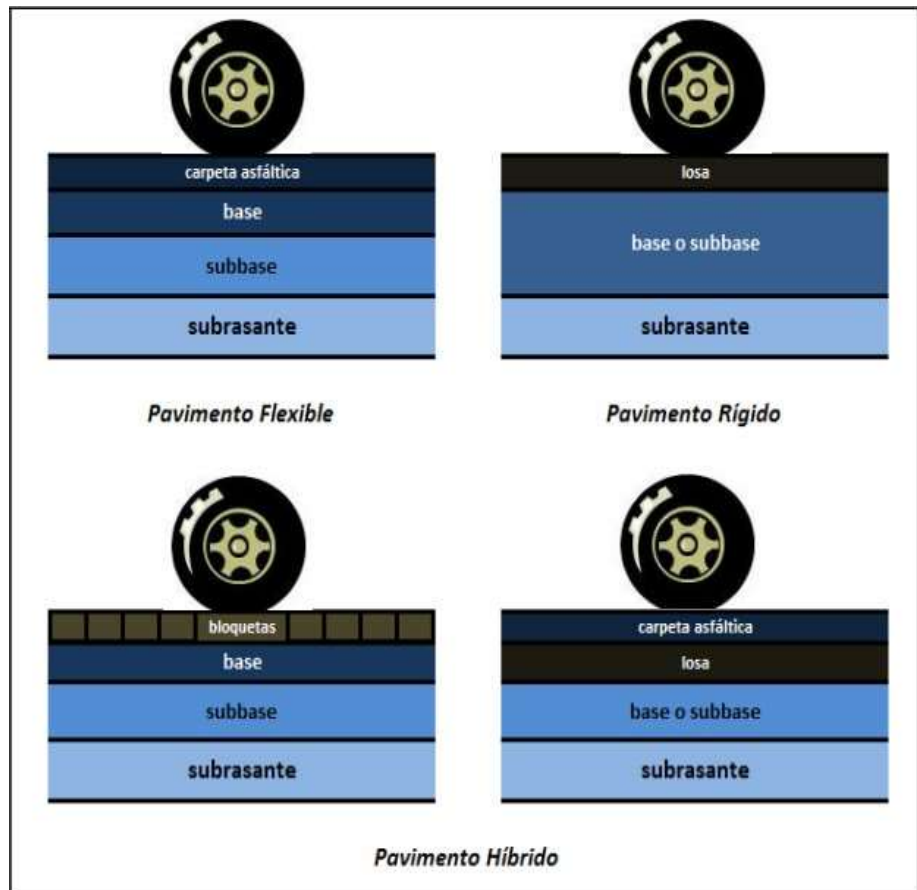 carpeta asfáltica
base
subbase
subrasante
Pavimento Flexible
losa
base o subbase
subrasante
Pavimento Rígido
bloquetas
base
subbase
subrasante
carpeta asfáltica
losa
base o subbase
subrasante
Pavimento Híbrido